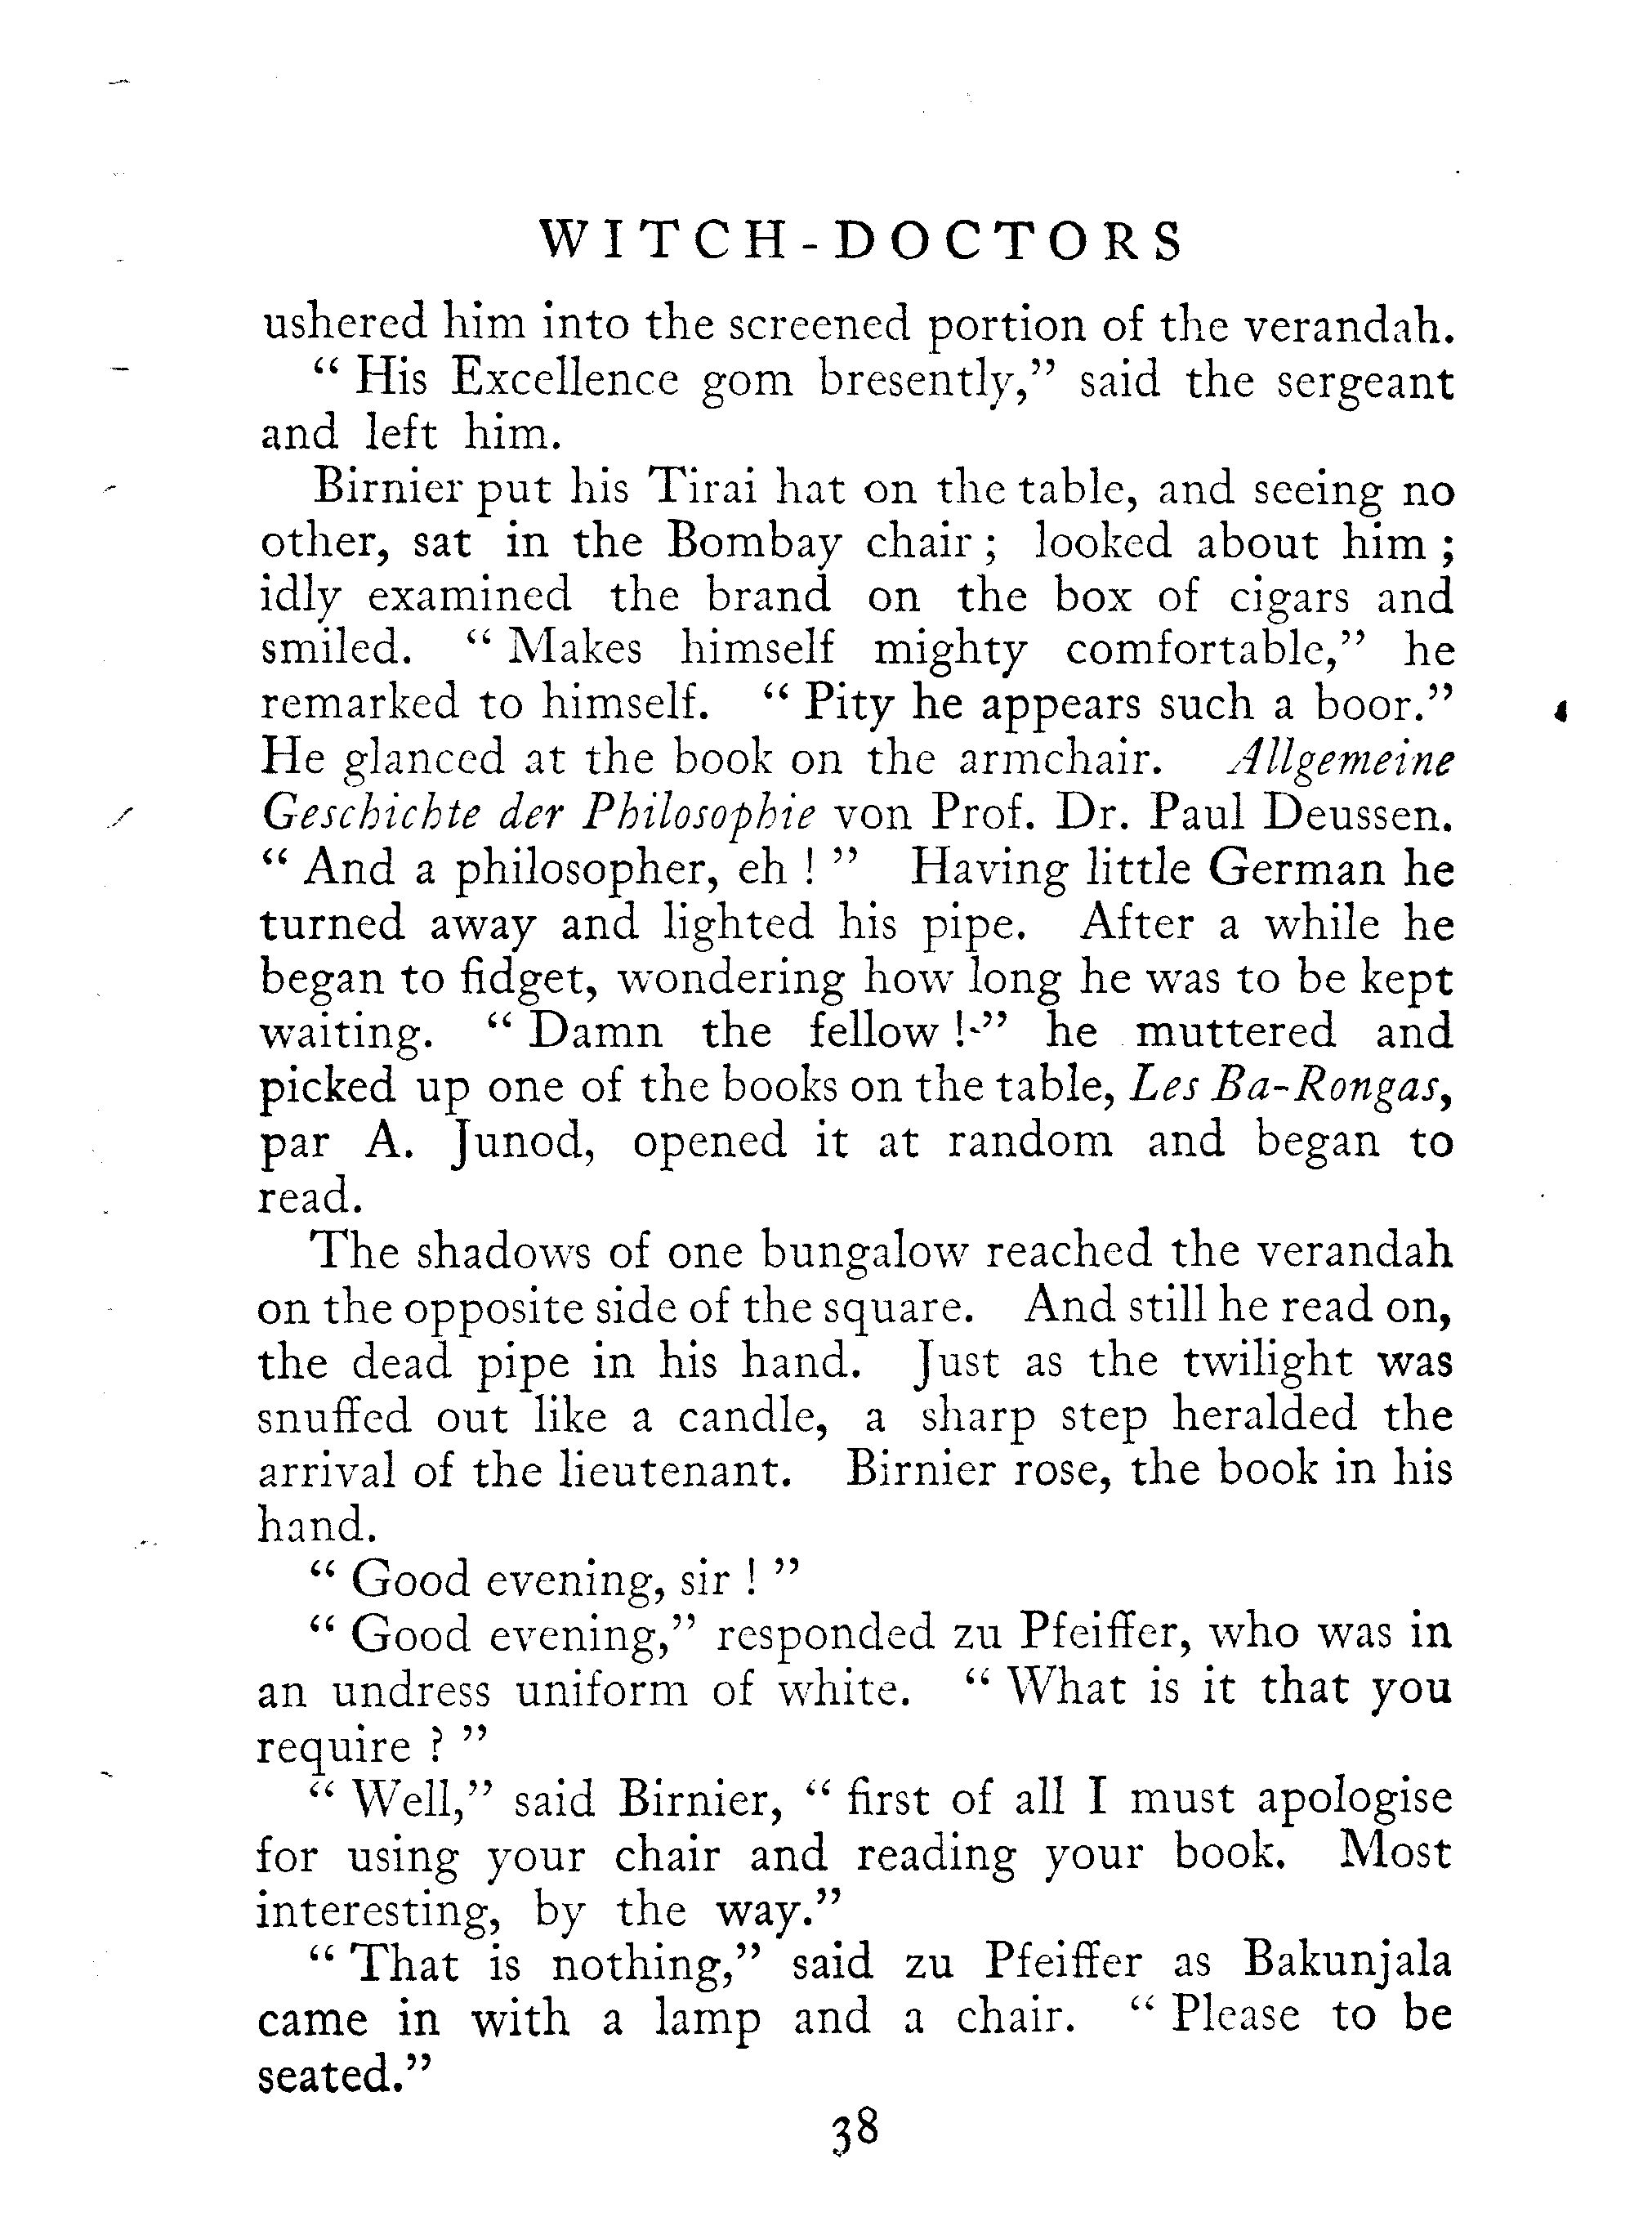 WITCH-DOCTORS
ushered him into the screened portion of the verandah.
“ His Excellence gom bresently,” said the sergeant
and left him.
Birnier put his Tirai hat on the table, and seeing no
other, sat in the Bombay chair ; looked about him ;
idly examined the brand on the box of cigars and
smiled. “ Makes himself mighty comfortable,” he
remarked to himself. “ Pity he appears such a boor.”
He glanced at the book on the armchair. Allgemeine
Geschichte der Philosophie von Prof. Dr. Paul Deussen.
“ And a philosopher, eh ! ” Having little German he
turned away and lighted his pipe. After a while he
began to fidget, wondering how long he was to be kept
waiting. “ Damn the fellow ! ” he muttered and
picked up one of the books on the table, Les Ba-Rongas,
par A. Junod, opened it at random and began to
read.
The shadows of one bungalow reached the verandah
on the opposite side of the square. And still he read on,
the dead pipe in his hand. Just as the twilight was
snuffed out like a candle, a sharp step heralded the
arrival of the lieutenant. Birnier rose, the book in his
hand.
“ Good evening, sir ! ”
“ Good evening,” responded zu Pfeiffer, who was in
an undress uniform of white. “ What is it that you
require ? ”
“ Well,” said Birnier, “ first of all I must apologise
for using your chair and reading your book. Most
interesting, by the way.”
“ That is nothing,” said zu Pfeiffer as Bakunjala
came in with a lamp and a chair. “ Please to be
seated.”
38